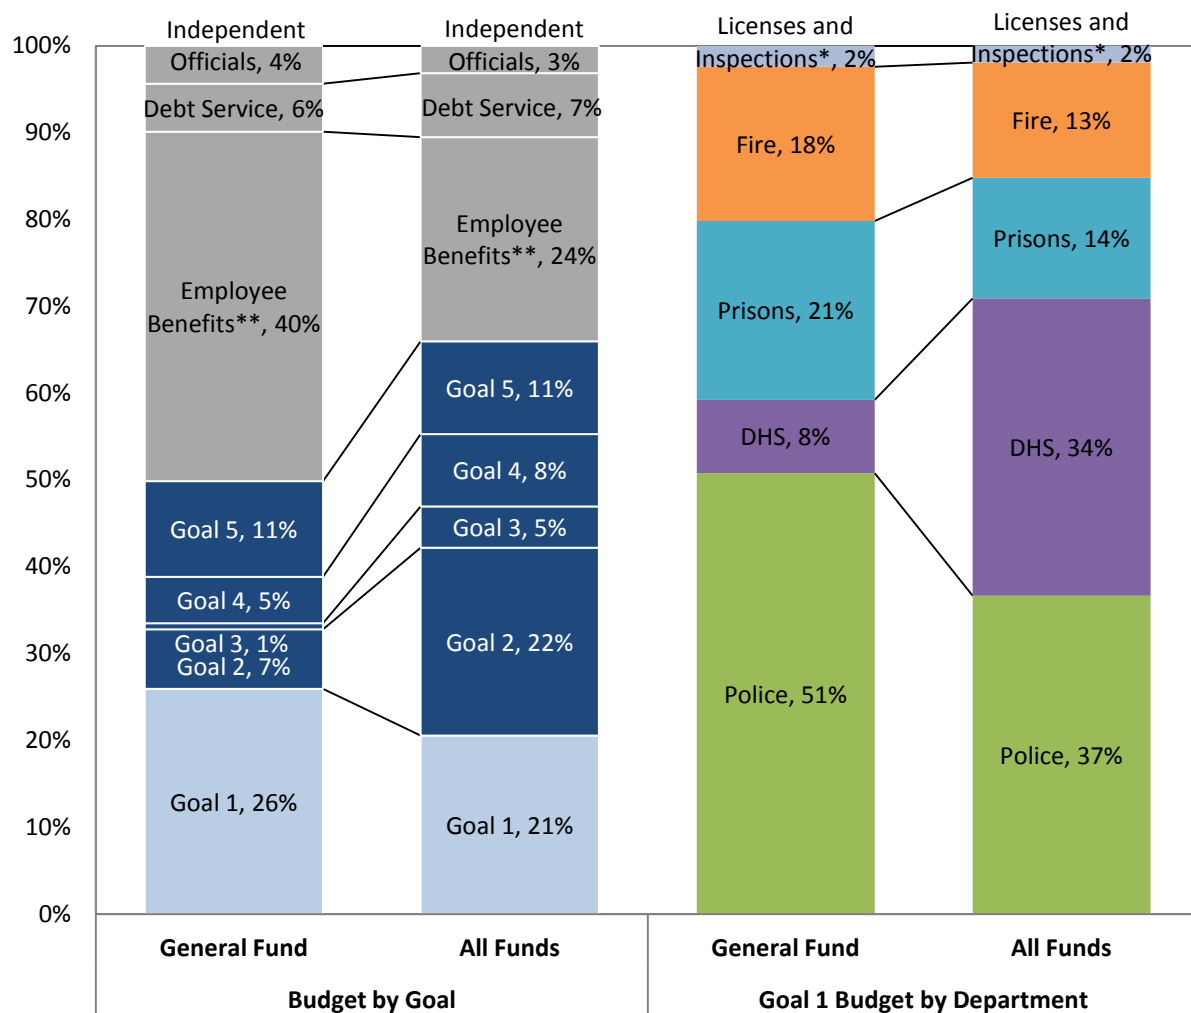 100%
90%
80%
70%
60%
50%
40%
30%
20%
10%
0%
Independent
Officials, 4%
Debt Service, 6%
Employee
Benefits**, 40%
Goal 5, 11%
Goal 4, 5%
Goal 3, 1%
Goal 2, 7%
Goal 1, 26%
Independent
Officials, 3%
Debt Service, 7%
Employee
Benefits**, 24%
Goal 5, 11%
Goal 4, 8%
Goal 3, 5%
Goal 2, 22%
Goal 1, 21%
Licenses and
Inspections*, 2%
Fire, 18%
Prisons, 21%
DHS, 8%
Police, 51%
Licenses and
Inspections*, 2%
Fire, 13%
Prisons, 14%
DHS, 34%
Police, 37%
General Fund
All Funds
General Fund
All Funds
Budget by Goal
Goal 1 Budget by Department